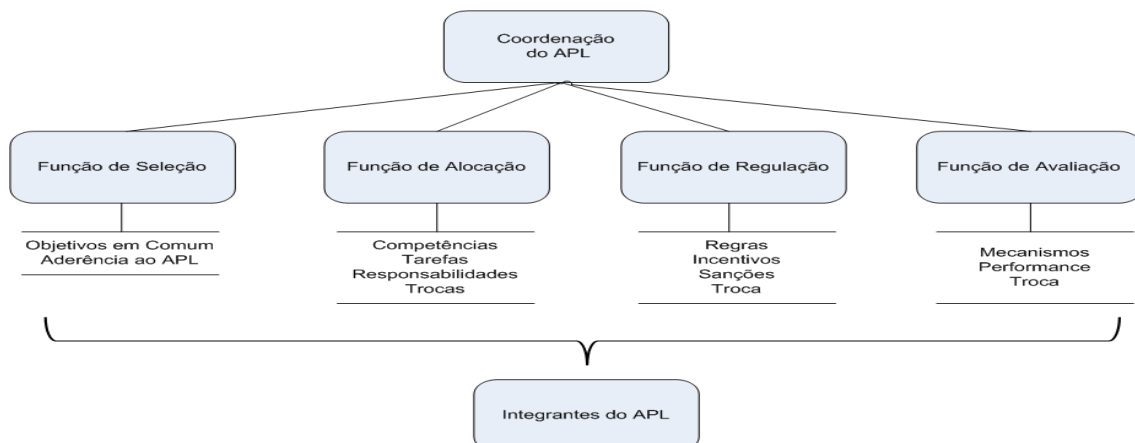 Coordenação
do APL
Função de Seleção
Função de Alocação
Função de Regulação
Função de Avaliação
Objetivos em Comum
Aderência ao APL
Competências
Tarefas
Responsabilidades
Trocas
Regras
Incentivos
Sanções
Troca
Mecanismos
Performance
Troca
Integrantes do APL